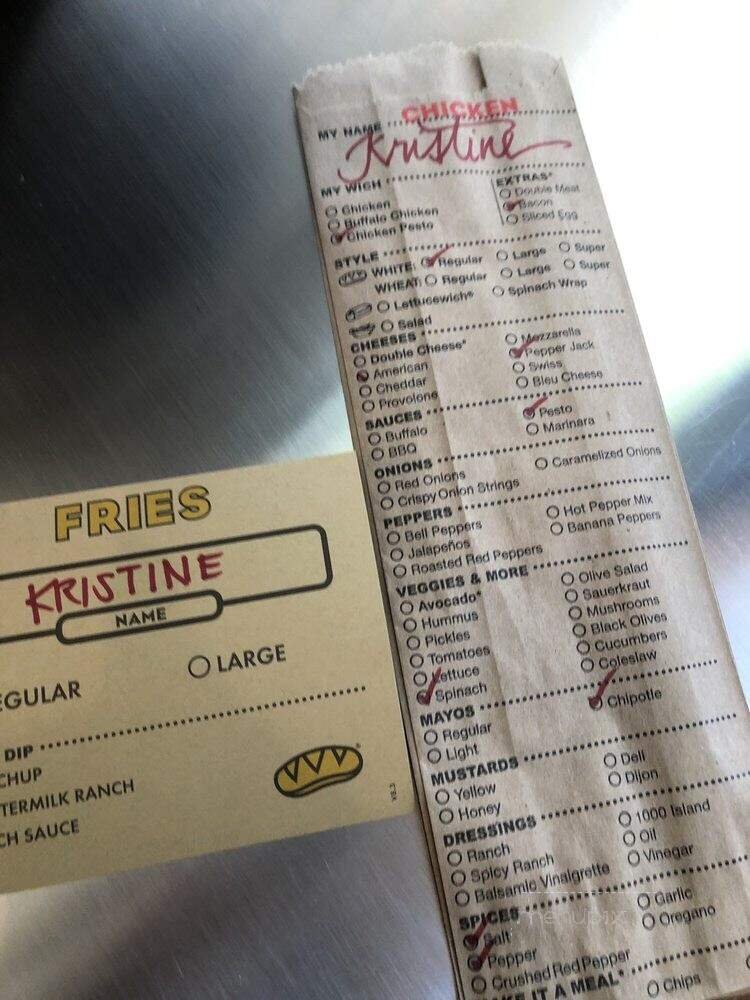 CHICKEN
MY NAME Kristine
MY WICH
Chicken
Buffalo Chicken
Chicken Pesto
EXTRAS*
Double Meat
Bacon
Sliced Egg
STYLE
WHITE: Regular Large Super
WHEAT: Regular Large Super
Lettucewich® Spinach Wrap
Salad
CHEESES
Double Cheese*
American
Cheddar
Provolone
Mozzarella
Pepper Jack
Swiss
Bleu Cheese
SAUCES
Buffalo
BBQ
Pesto
Marinara
ONIONS
Red Onions
Crispy Onion Strings
Caramelized Onions
PEPPERS
Bell Peppers
Jalapeños
Roasted Red Peppers
Hot Pepper Mix
Banana Peppers
VEGGIES & MORE
Avocado*
Hummus
Pickles
Tomatoes
Lettuce
Spinach
Olive Salad
Sauerkraut
Mushrooms
Black Olives
Cucumbers
Coleslaw
MAYOS
Regular
Light
Chipotle
MUSTARDS
Yellow
Honey
Deli
Dijon
DRESSINGS
Ranch
Spicy Ranch
Balsamic Vinaigrette
1000 Island
Oil
Vinegar
SPICES
Salt
Pepper
Crushed Red Pepper
Garlic
Oregano
MAKE IT A MEAL*
Chips
FRIES
KRISTINE
NAME
EGULAR LARGE
DIP
CHUP
TERMILK RANCH
CH SAUCE
V8.3
menupix